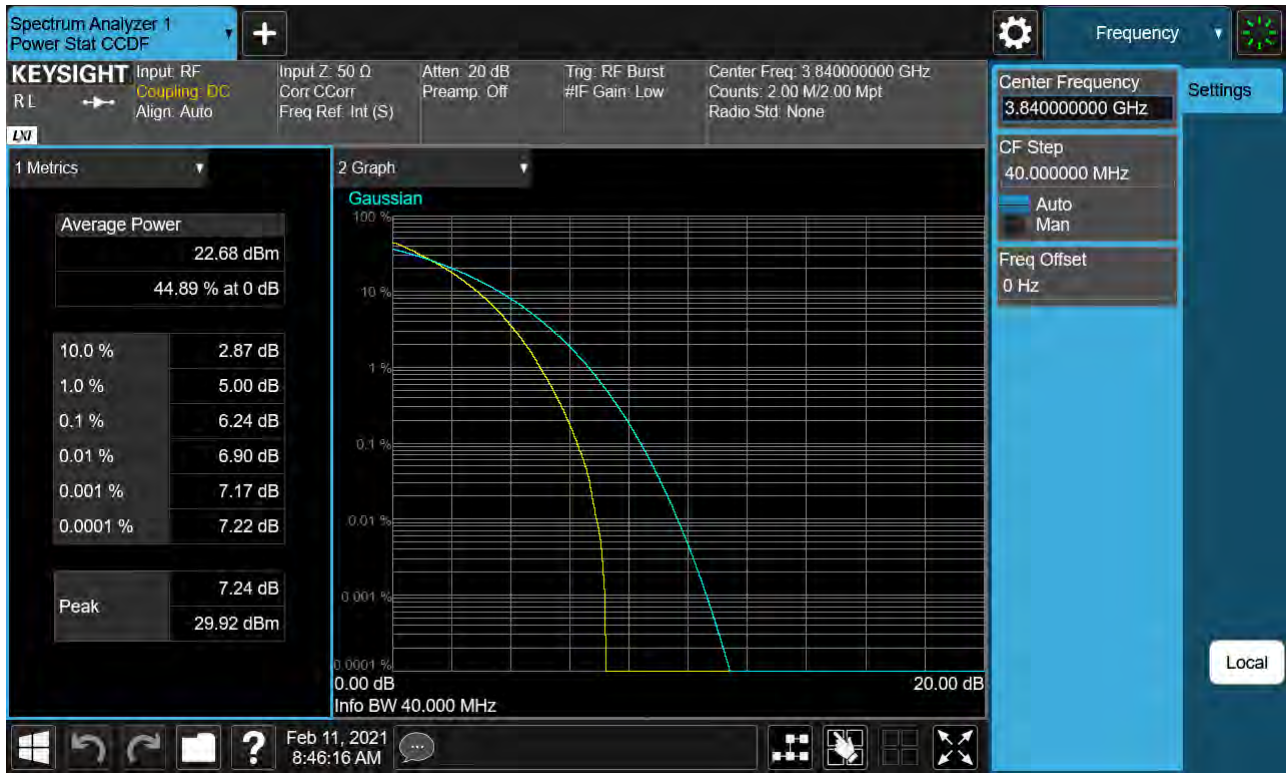 Spectrum Analyzer 1
Power Stat CCDF
Frequency
KEYSIGHT
RL
LXI
Input: RF
Coupling: DC
Align: Auto
Input Z: 50 Ω
Corr CCorr
Freq Ref: Int (S)
Atten: 20 dB
Preamp: Off
Trig: RF Burst
#IF Gain: Low
Center Freq: 3.840000000 GHz
Counts: 2.00 M/2.00 Mpt
Radio Std: None
Center Frequency
3.840000000 GHz
Settings
CF Step
40.000000 MHz
Auto
Man
Freq Offset
0 Hz
Local
1 Metrics
Average Power
22.68 dBm
44.89 % at 0 dB
10.0 % 2.87 dB
1.0 % 5.00 dB
0.1 % 6.24 dB
0.01 % 6.90 dB
0.001 % 7.17 dB
0.0001 % 7.22 dB
Peak
7.24 dB
29.92 dBm
2 Graph
Gaussian
100 %
10 %
1 %
0.1 %
0.01 %
0.001 %
0.0001 %
0.00 dB 20.00 dB
Info BW 40.000 MHz
?
Feb 11, 2021
8:46:16 AM